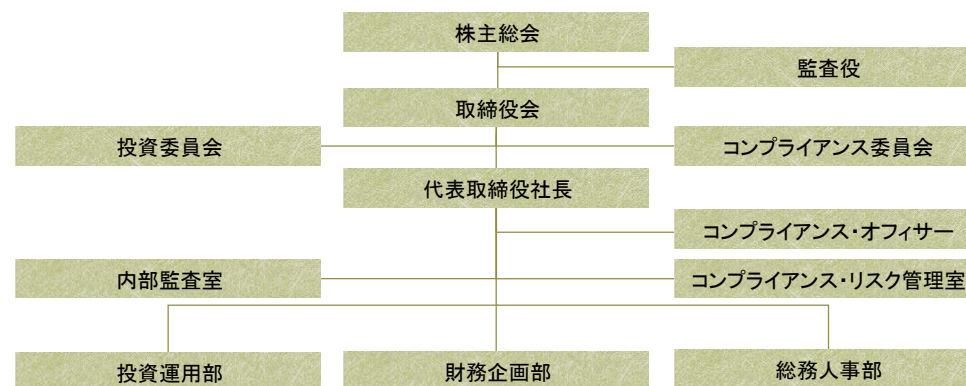 株主総会
監査役
取締役会
投資委員会
コンプライアンス委員会
代表取締役社長
コンプライアンス・オフィサー
内部監査室
コンプライアンス・リスク管理室
投資運用部
財務企画部
総務人事部